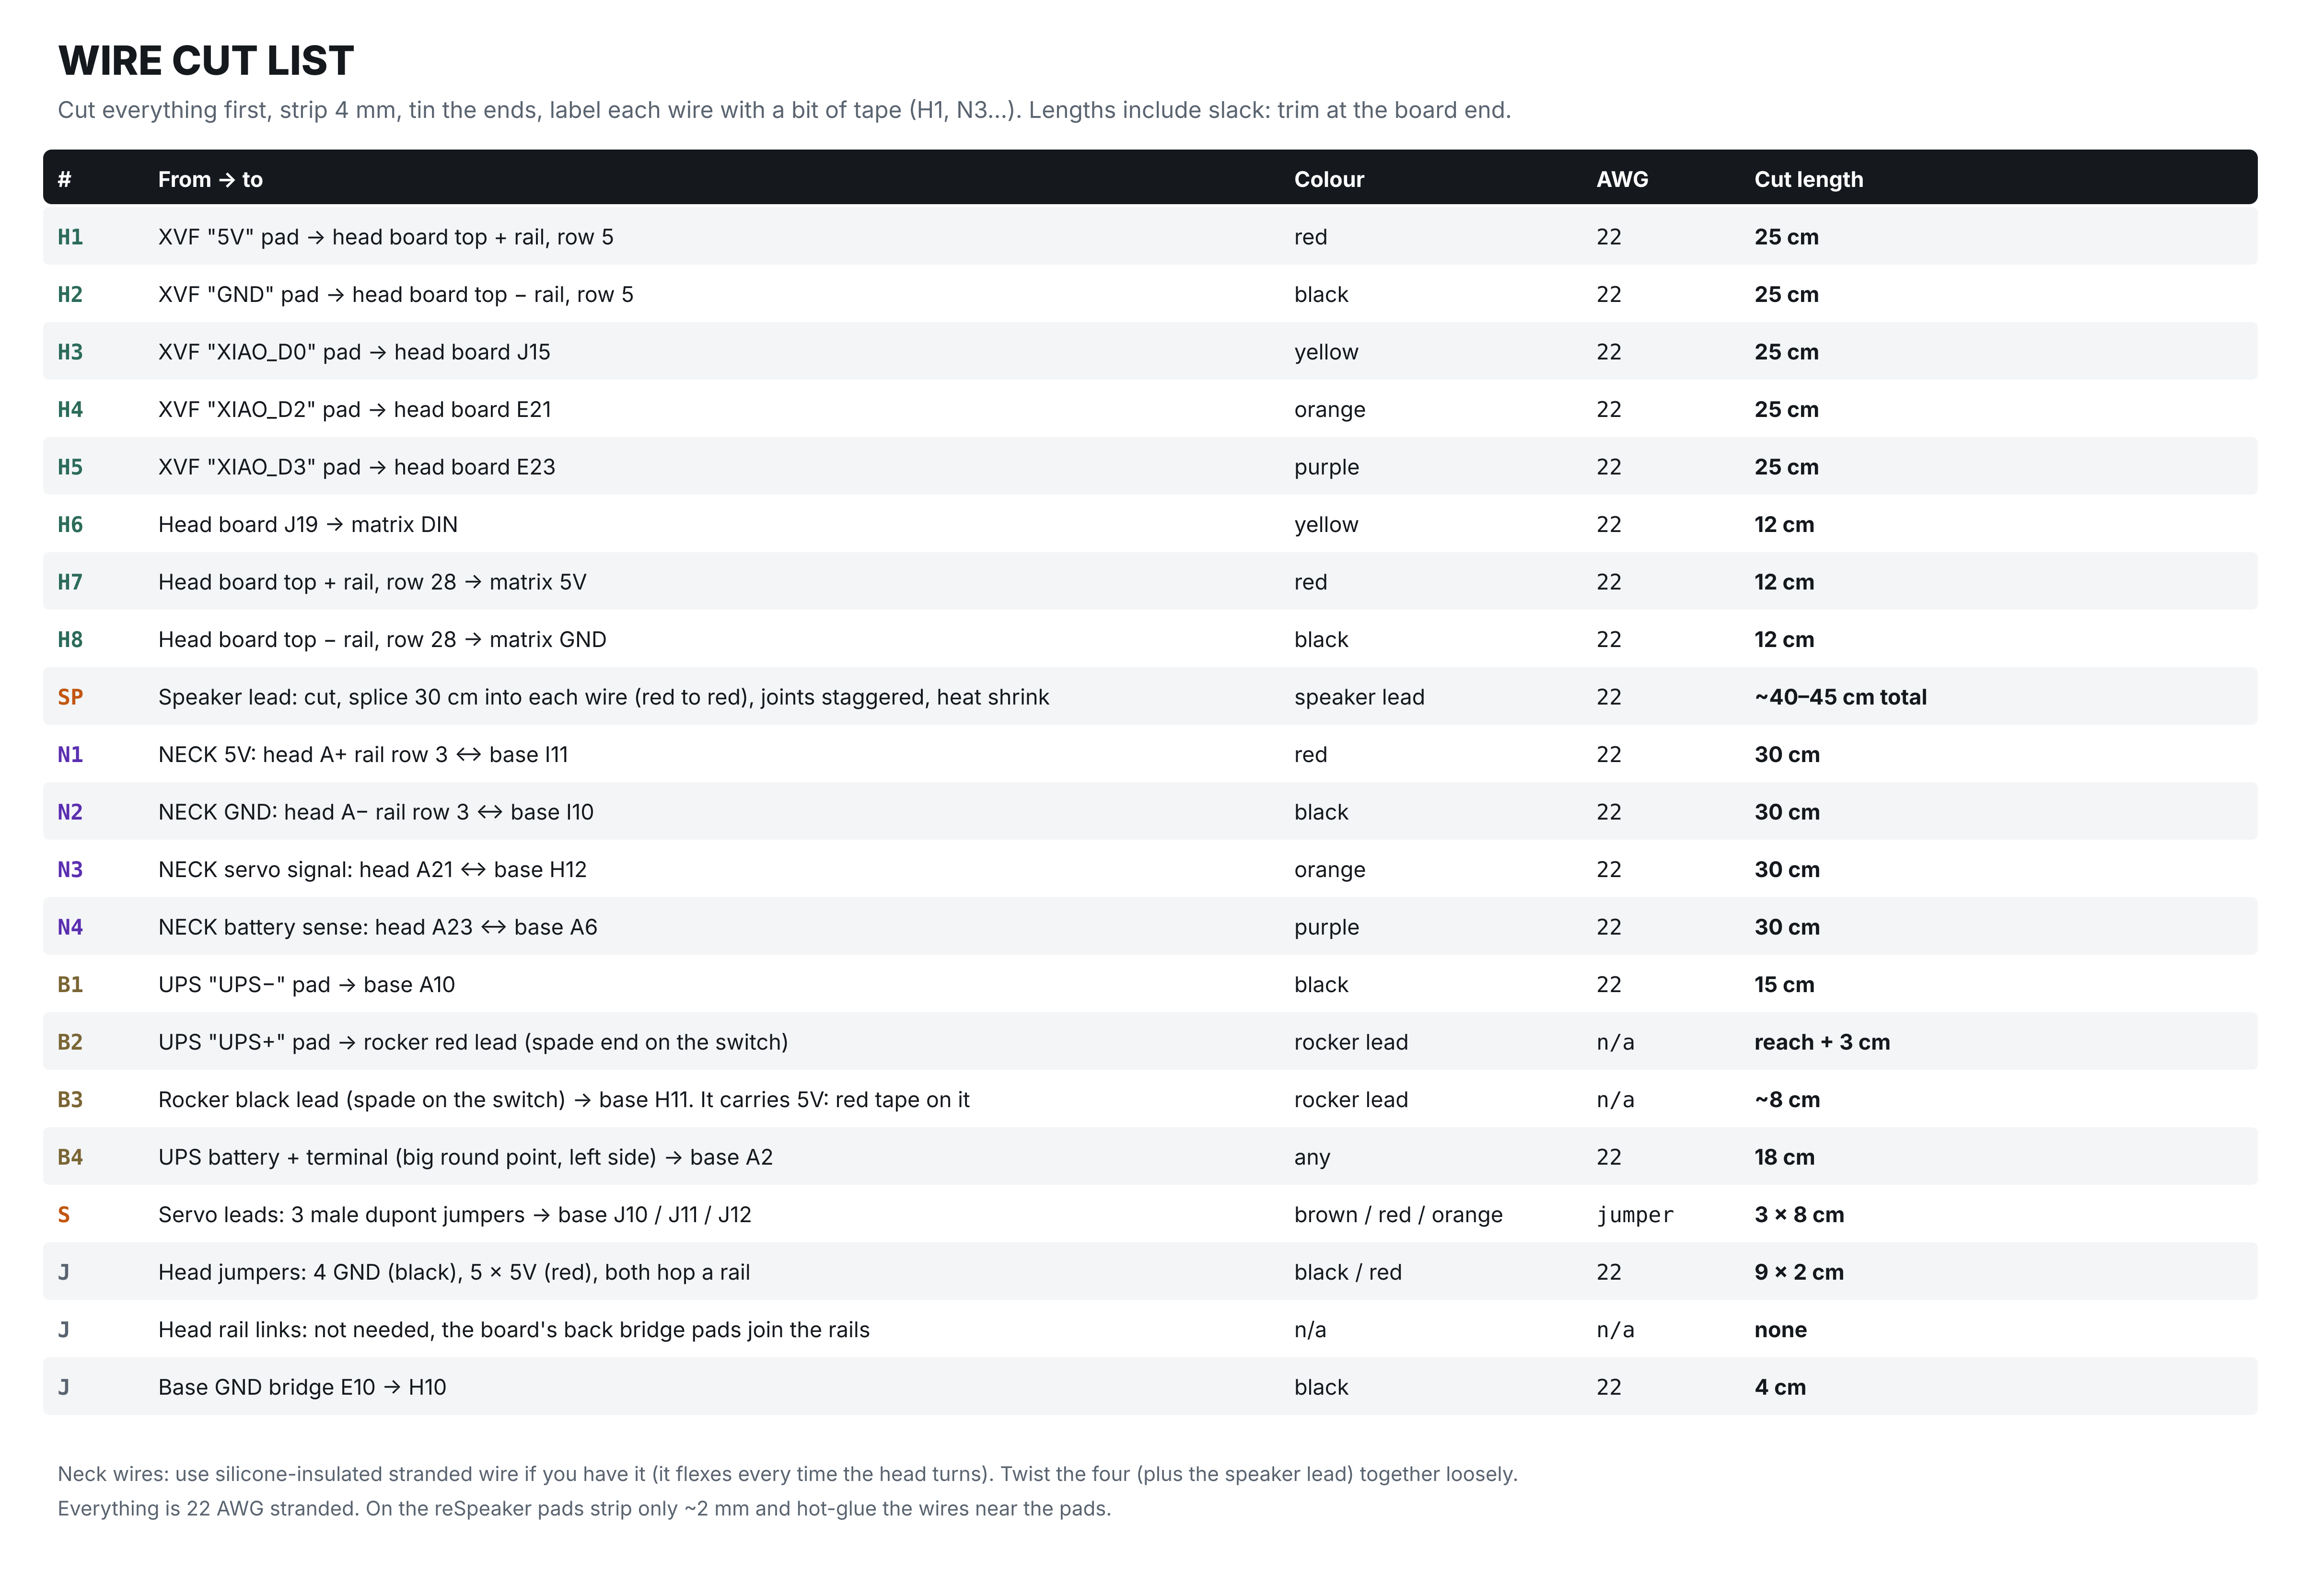 WIRE CUT LIST
Cut everything first, strip 4 mm, tin the ends, label each wire with a bit of tape (H1, N3...). Lengths include slack: trim at the board end.
# From → to Colour AWG Cut length
H1 XVF "5V" pad → head board top + rail, row 5 red 22 25 cm
H2 XVF "GND" pad → head board top − rail, row 5 black 22 25 cm
H3 XVF "XIAO_D0" pad → head board J15 yellow 22 25 cm
H4 XVF "XIAO_D2" pad → head board E21 orange 22 25 cm
H5 XVF "XIAO_D3" pad → head board E23 purple 22 25 cm
H6 Head board J19 → matrix DIN yellow 22 12 cm
H7 Head board top + rail, row 28 → matrix 5V red 22 12 cm
H8 Head board top − rail, row 28 → matrix GND black 22 12 cm
SP Speaker lead: cut, splice 30 cm into each wire (red to red), joints staggered, heat shrink speaker lead 22 ~40–45 cm total
N1 NECK 5V: head A+ rail row 3 ↔ base I11 red 22 30 cm
N2 NECK GND: head A− rail row 3 ↔ base I10 black 22 30 cm
N3 NECK servo signal: head A21 ↔ base H12 orange 22 30 cm
N4 NECK battery sense: head A23 ↔ base A6 purple 22 30 cm
B1 UPS "UPS−" pad → base A10 black 22 15 cm
B2 UPS "UPS+" pad → rocker red lead (spade end on the switch) rocker lead n/a reach + 3 cm
B3 Rocker black lead (spade on the switch) → base H11. It carries 5V: red tape on it rocker lead n/a ~8 cm
B4 UPS battery + terminal (big round point, left side) → base A2 any 22 18 cm
S Servo leads: 3 male dupont jumpers → base J10 / J11 / J12 brown / red / orange jumper 3 × 8 cm
J Head jumpers: 4 GND (black), 5 × 5V (red), both hop a rail black / red 22 9 × 2 cm
J Head rail links: not needed, the board's back bridge pads join the rails n/a n/a none
J Base GND bridge E10 → H10 black 22 4 cm
Neck wires: use silicone-insulated stranded wire if you have it (it flexes every time the head turns). Twist the four (plus the speaker lead) together loosely.
Everything is 22 AWG stranded. On the reSpeaker pads strip only ~2 mm and hot-glue the wires near the pads.